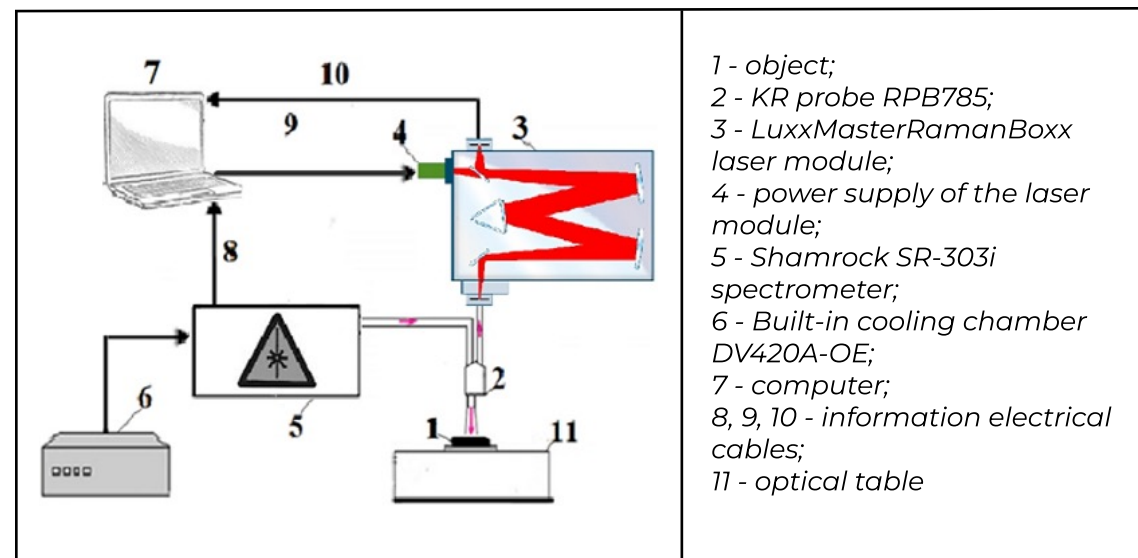 7
10
9
4
3
8
6
5
2
1
11
1 - object;
2 - KR probe RPB785;
3 - LuxxMasterRamanBoxx
laser module;
4 - power supply of the laser
module;
5 - Shamrock SR-303i
spectrometer;
6 - Built-in cooling chamber
DV420A-OE;
7 - computer;
8, 9, 10 - information electrical
cables;
11 - optical table